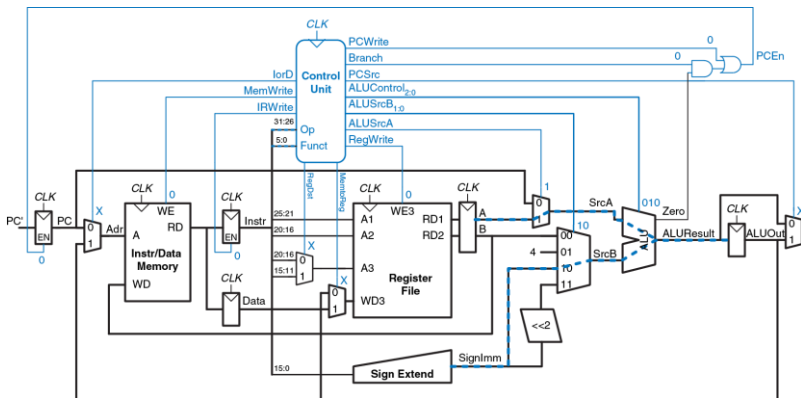 CLK
PCWrite
0
Branch
0
PCEn
IorD
Control
Unit
PCSrc
MemWrite
ALUControl2:0
IRWrite
ALUSrcB1:0
31:26
Op
ALUSrcA
5:0
Funct
RegWrite
RegDst
MemtoReg
CLK
CLK
CLK
CLK
CLK
CLK
PC'
PC
EN
0
X
0
1
Adr
0
WE
A
RD
Instr/Data
Memory
WD
EN
0
Instr
Data
25:21
20:16
20:16
15:11
X
0
1
X
0
1
0
WE3
A1
RD1
A2
RD2
A3
Register
File
WD3
A
B
1
0
1
SrcA
10
00
4
01
10
11
SrcB
010
ALU
Zero
ALUResult
ALUOut
X
0
1
<<2
SignImm
15:0
Sign Extend